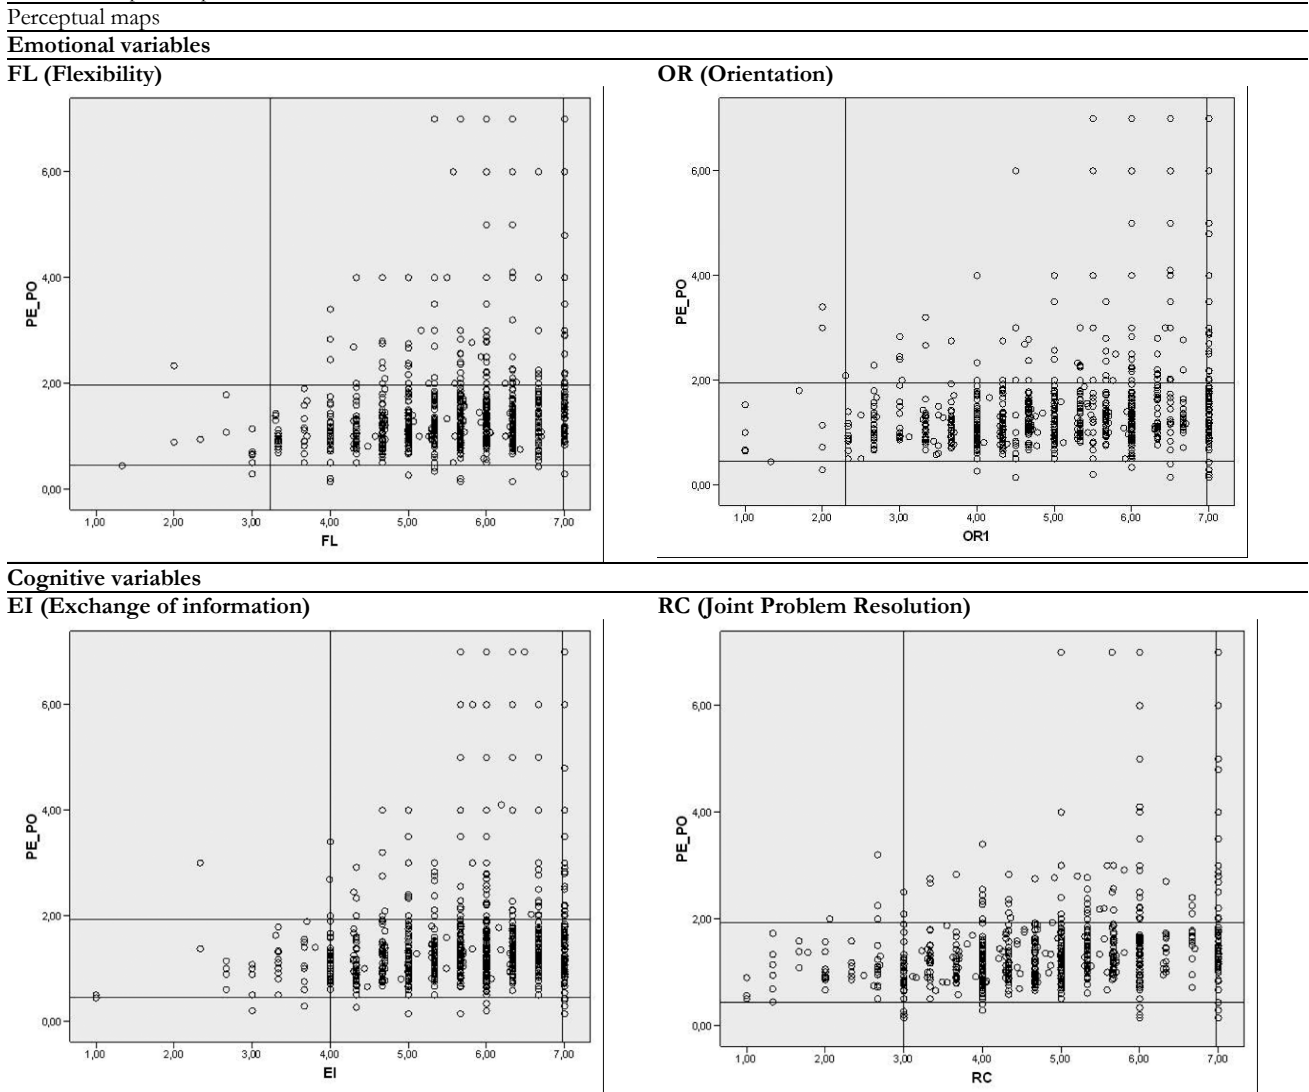 Perceptual maps
Emotional variables
FL (Flexibility)
OR (Orientation)
6,00
4,00
2,00
0,00
PE_PO
1,00 2,00 3,00 4,00 5,00 6,00 7,00
FL
6,00
4,00
2,00
0,00
PE_PO
1,00 2,00 3,00 4,00 5,00 6,00 7,00
OR1
Cognitive variables
EI (Exchange of information)
RC (Joint Problem Resolution)
6,00
4,00
2,00
0,00
PE_PO
1,00 2,00 3,00 4,00 5,00 6,00 7,00
EI
6,00
4,00
2,00
0,00
PE_PO
1,00 2,00 3,00 4,00 5,00 6,00 7,00
RC